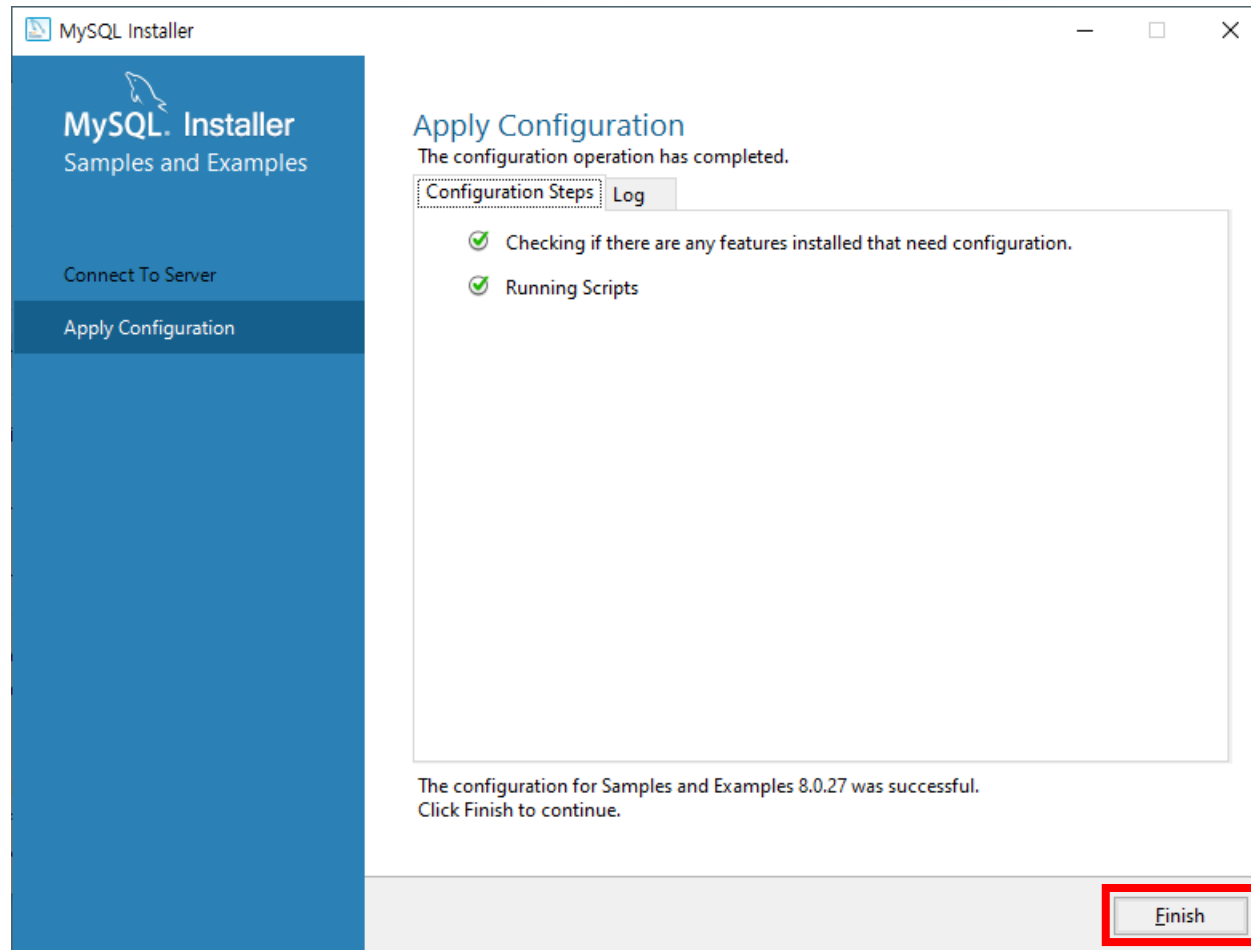 MySQL Installer
MySQL. Installer
Samples and Examples
Connect To Server
Apply Configuration
Apply Configuration
The configuration operation has completed.
Configuration Steps
Log
Checking if there are any features installed that need configuration.
Running Scripts
The configuration for Samples and Examples 8.0.27 was successful.
Click Finish to continue.
Finish